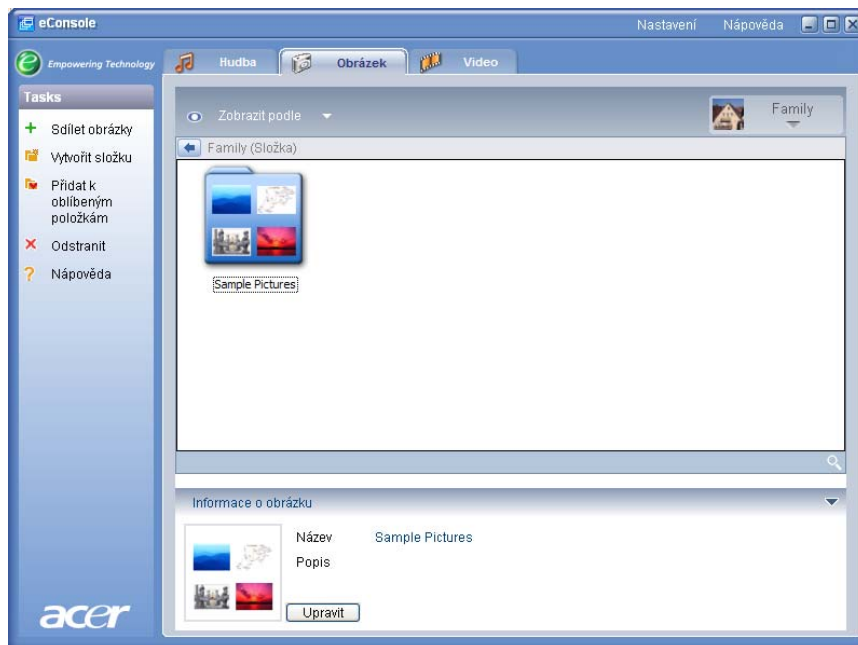 eConsole
Nastavení Nápověda
Empowering Technology
Hudba Obrázek Video
Tasks
Sdílet obrázky
Vytvořit složku
Přidat k
oblíbeným
položkám
Odstranit
Nápověda
Zobrazit podle
Family
Family (Složka)
Sample Pictures
Informace o obrázku
Název Sample Pictures
Popis
Upravit
acer